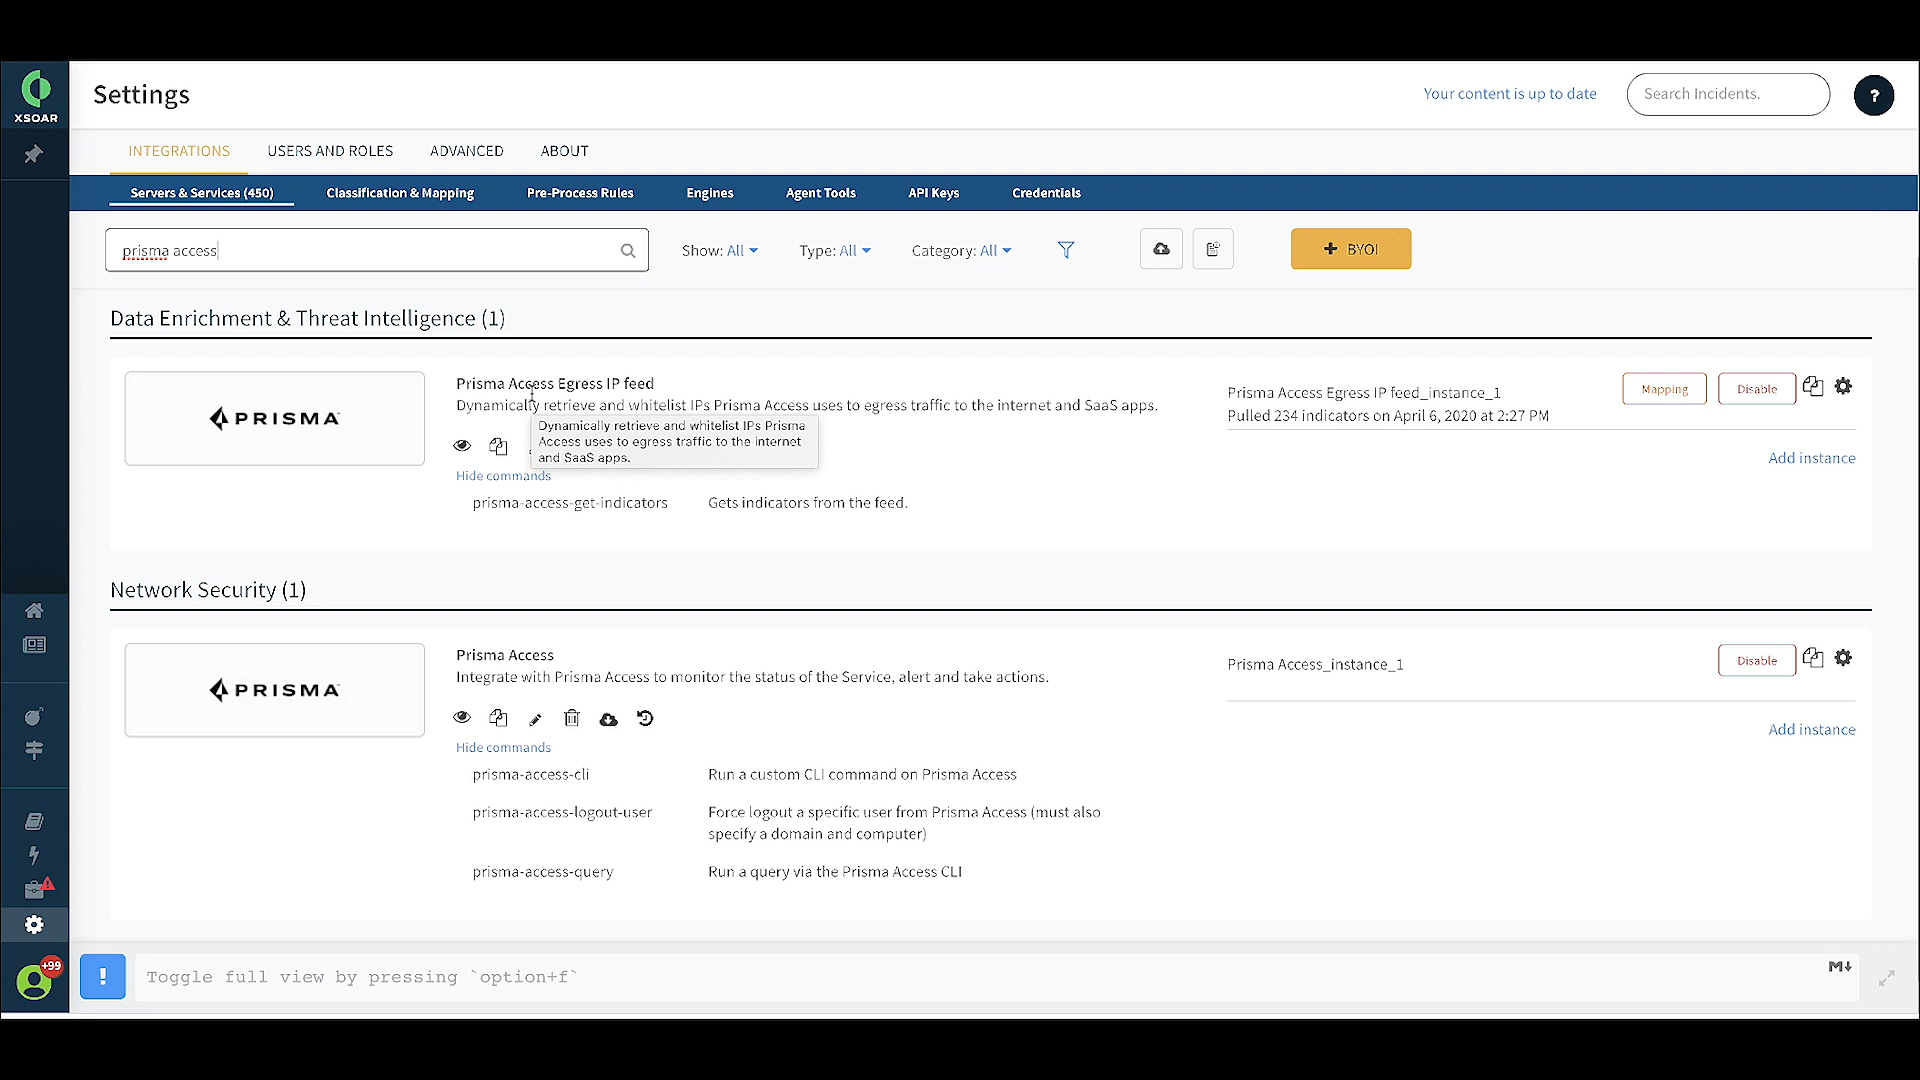 XSOAR
Settings
Your content is up to date
Search Incidents.
?
INTEGRATIONS
USERS AND ROLES
ADVANCED
ABOUT
Servers & Services (450)
Classification & Mapping
Pre-Process Rules
Engines
Agent Tools
API Keys
Credentials
prisma access
Show: All
Type: All
Category: All
+ BYOI
Data Enrichment & Threat Intelligence (1)
PRISMA
Prisma Access Egress IP feed
Dynamically retrieve and whitelist IPs Prisma Access uses to egress traffic to the internet and SaaS apps.
Dynamically retrieve and whitelist IPs Prisma
Access uses to egress traffic to the internet
and SaaS apps.
Hide commands
prisma-access-get-indicators
Gets indicators from the feed.
Prisma Access Egress IP feed_instance_1
Pulled 234 indicators on April 6, 2020 at 2:27 PM
Mapping
Disable
Add instance
Network Security (1)
PRISMA
Prisma Access
Integrate with Prisma Access to monitor the status of the Service, alert and take actions.
Hide commands
prisma-access-cli
Run a custom CLI command on Prisma Access
prisma-access-logout-user
Force logout a specific user from Prisma Access (must also
specify a domain and computer)
prisma-access-query
Run a query via the Prisma Access CLI
Prisma Access_instance_1
Disable
Add instance
+99
!
Toggle full view by pressing `option+f`
M↓